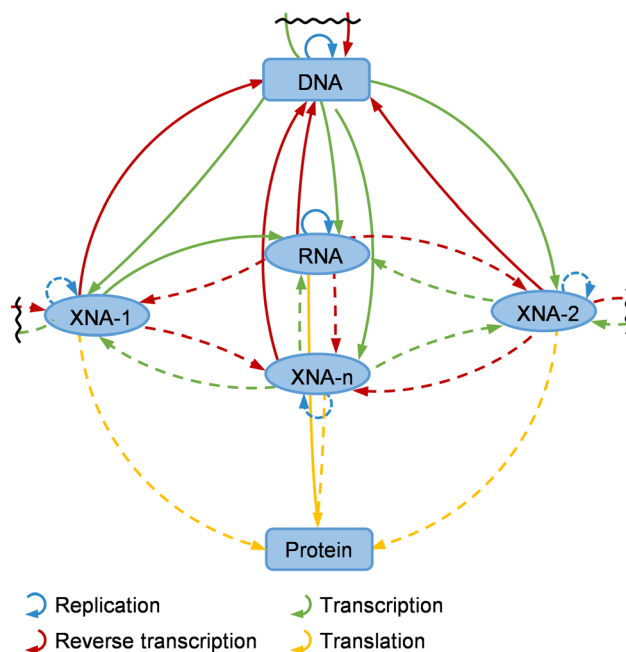 DNA
RNA
XNA-1
XNA-2
XNA-n
Protein
Replication
Transcription
Reverse transcription
Translation